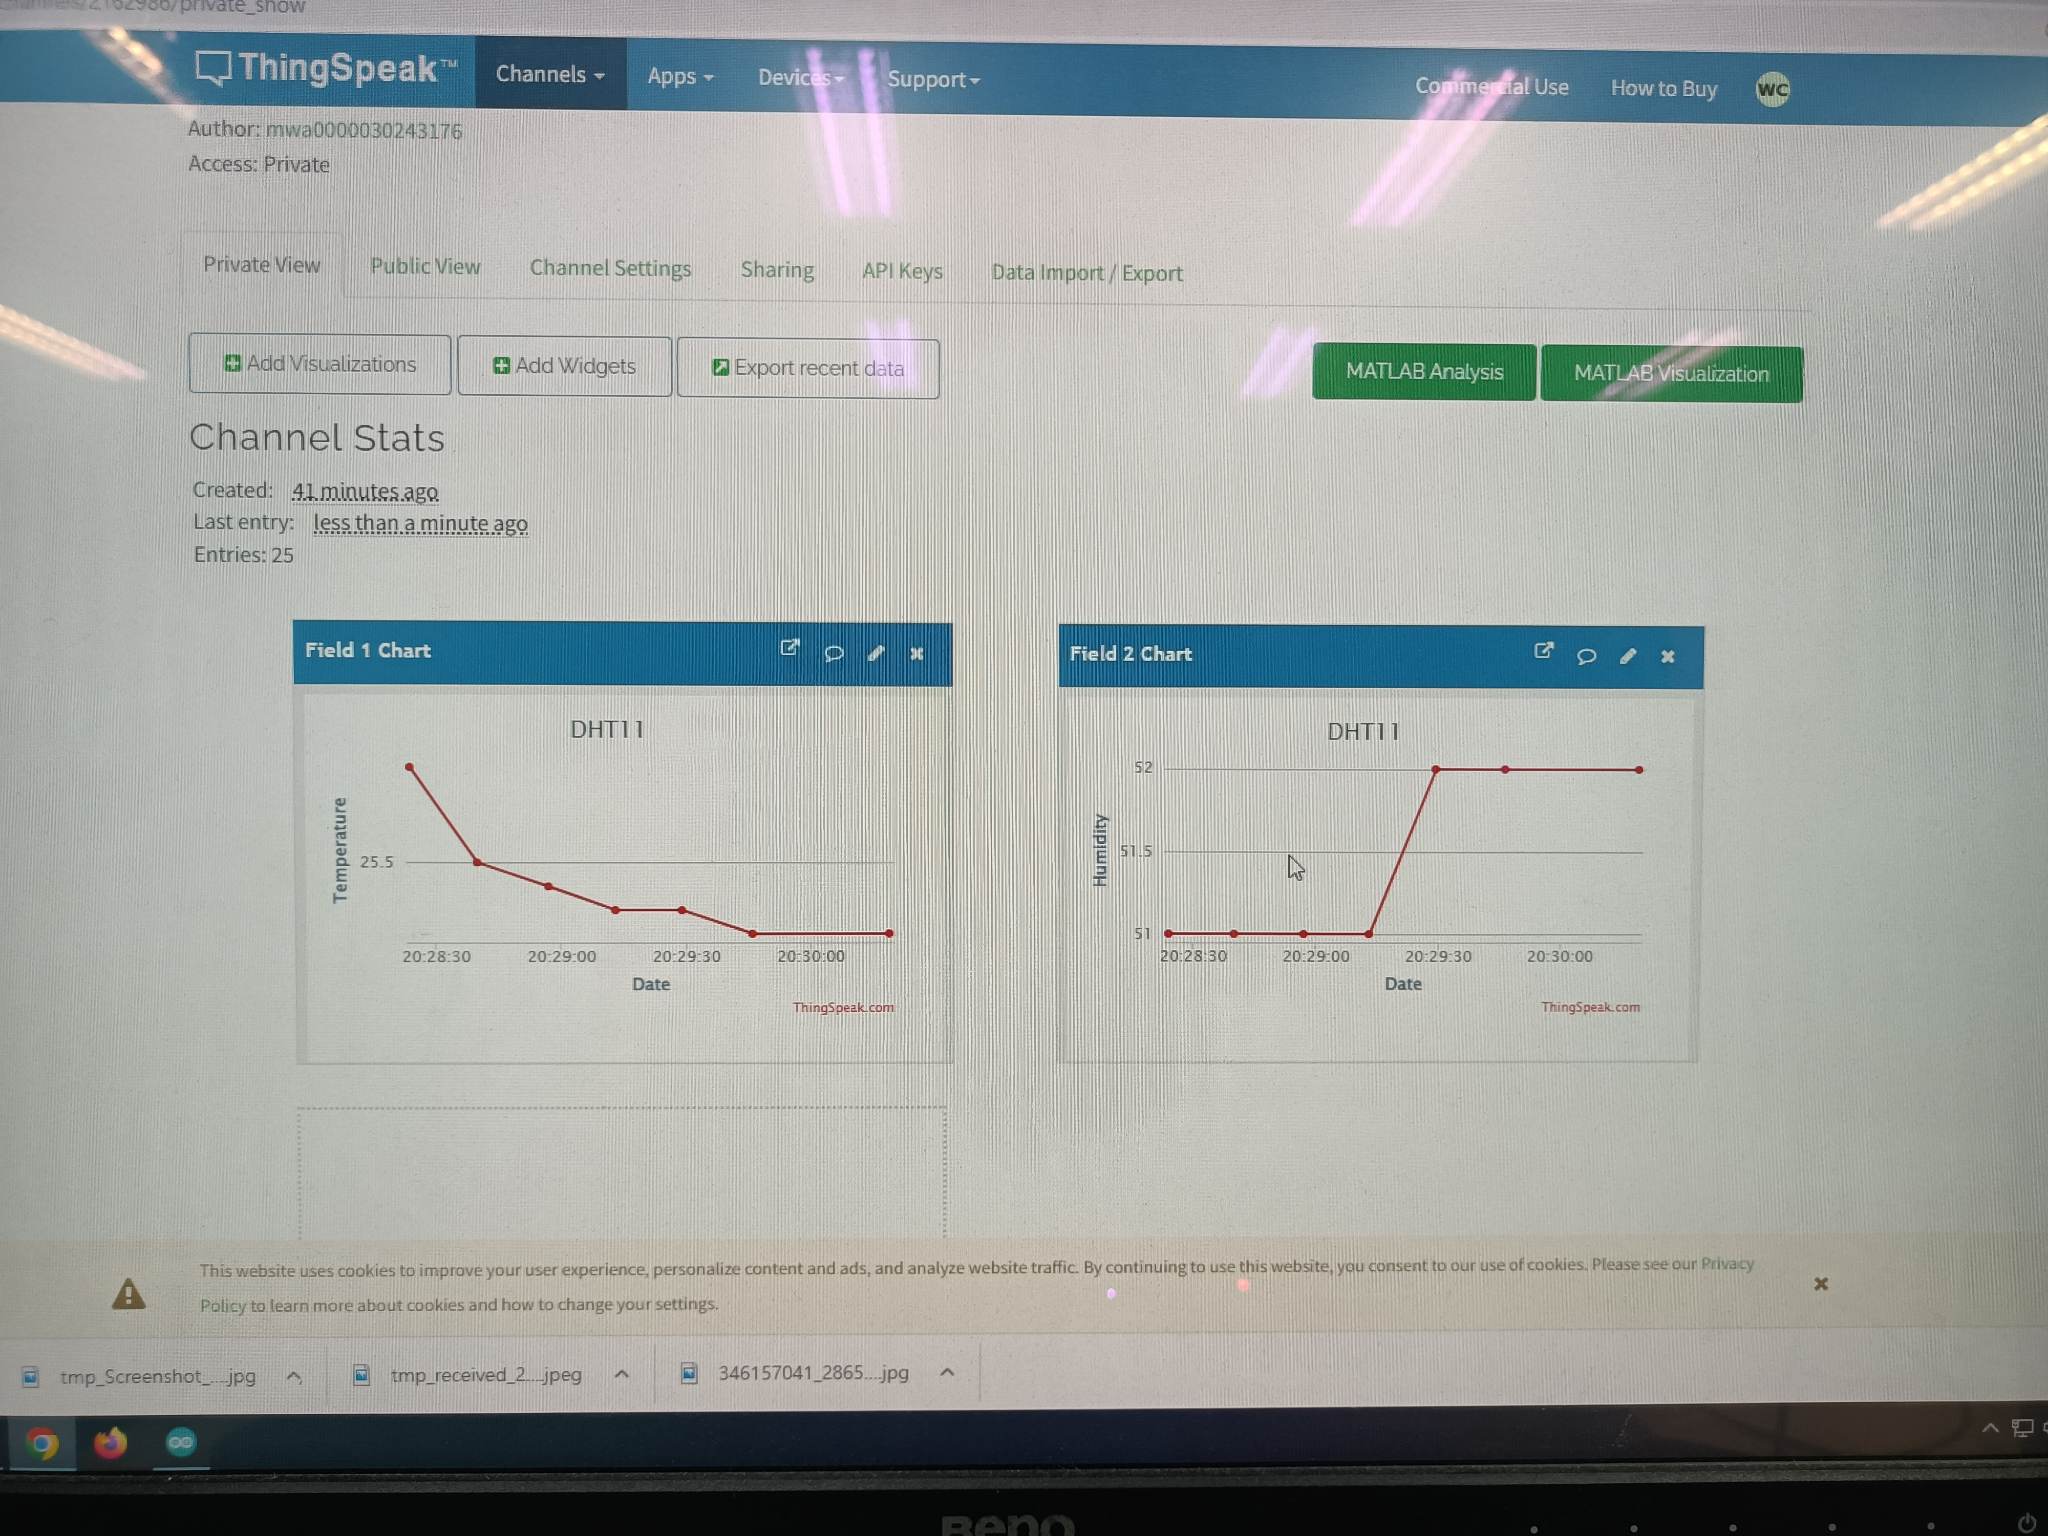 private_show
ThingSpeak™ Channels Apps Devices Support Commercial Use How to Buy WC
Author: mwa0000030243176
Access: Private
Private View Public View Channel Settings Sharing API Keys Data Import / Export
Add Visualizations Add Widgets Export recent data MATLAB Analysis MATLAB Visualization
Channel Stats
Created: 41 minutes ago
Last entry: less than a minute ago
Entries: 25
Field 1 Chart
DHT11
Temperature
25.5
20:28:30 20:29:00 20:29:30 20:30:00
Date
ThingSpeak.com
Field 2 Chart
DHT11
Humidity
52
51.5
51
20:28:30 20:29:00 20:29:30 20:30:00
Date
ThingSpeak.com
This website uses cookies to improve your user experience, personalize content and ads, and analyze website traffic. By continuing to use this website, you consent to our use of cookies. Please see our Privacy
Policy to learn more about cookies and how to change your settings.
tmp_Screenshot_....jpg tmp_received_2....jpeg 346157041_2865....jpg
BenQ